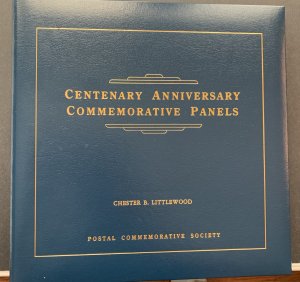 CENTENARY ANNIVERSARY
COMMEMORATIVE PANELS
CHESTER B. LITTLEWOOD
POSTAL COMMEMORATIVE SOCIETY